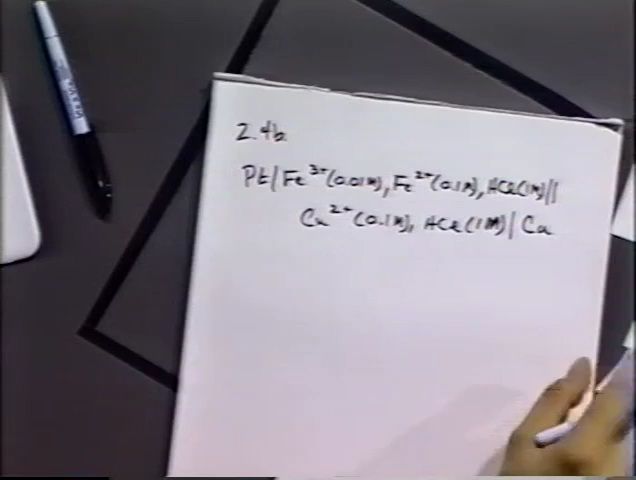 2.4b.
Pt/Fe³⁺(0.01M), Fe²⁺(0.1M), HCl(1M)//
Cu²⁺(0.1M), HCl(1M)/Cu